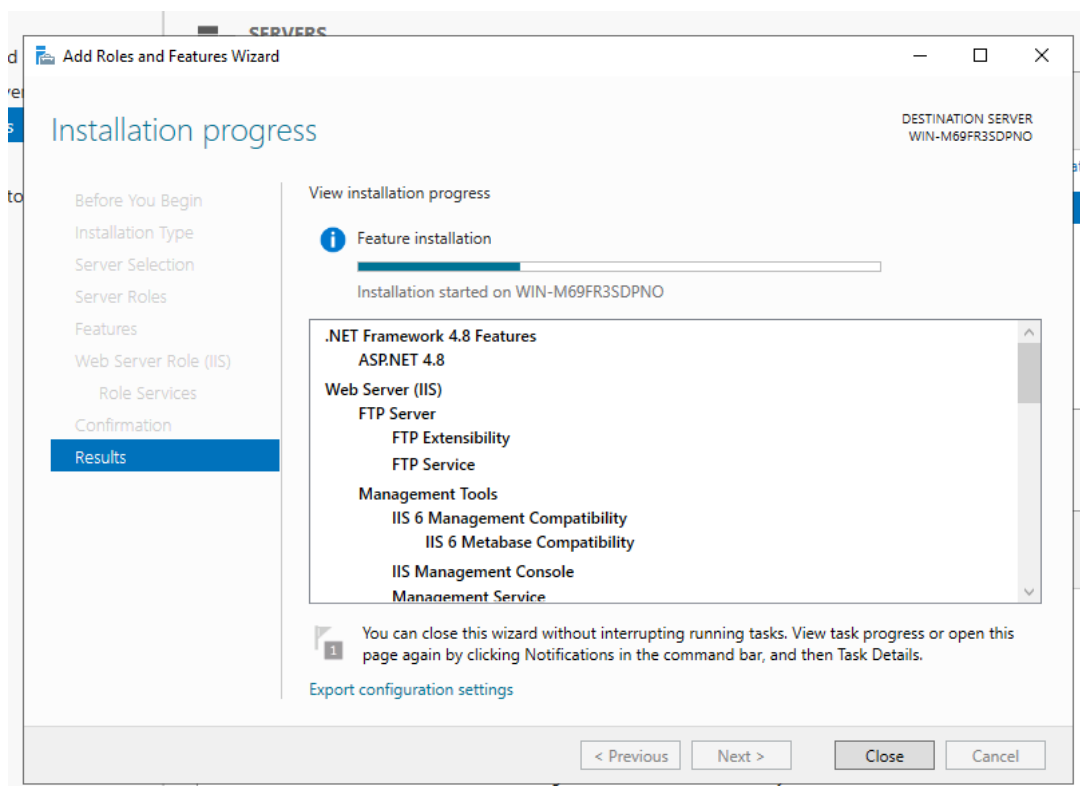 SERVERS
Add Roles and Features Wizard
Installation progress
DESTINATION SERVER
WIN-M69FR3SDPNO
Before You Begin
Installation Type
Server Selection
Server Roles
Features
Web Server Role (IIS)
Role Services
Confirmation
Results
View installation progress
Feature installation
Installation started on WIN-M69FR3SDPNO
.NET Framework 4.8 Features
ASP.NET 4.8
Web Server (IIS)
FTP Server
FTP Extensibility
FTP Service
Management Tools
IIS 6 Management Compatibility
IIS 6 Metabase Compatibility
IIS Management Console
Management Service
1
You can close this wizard without interrupting running tasks. View task progress or open this
page again by clicking Notifications in the command bar, and then Task Details.
Export configuration settings
< Previous
Next >
Close
Cancel